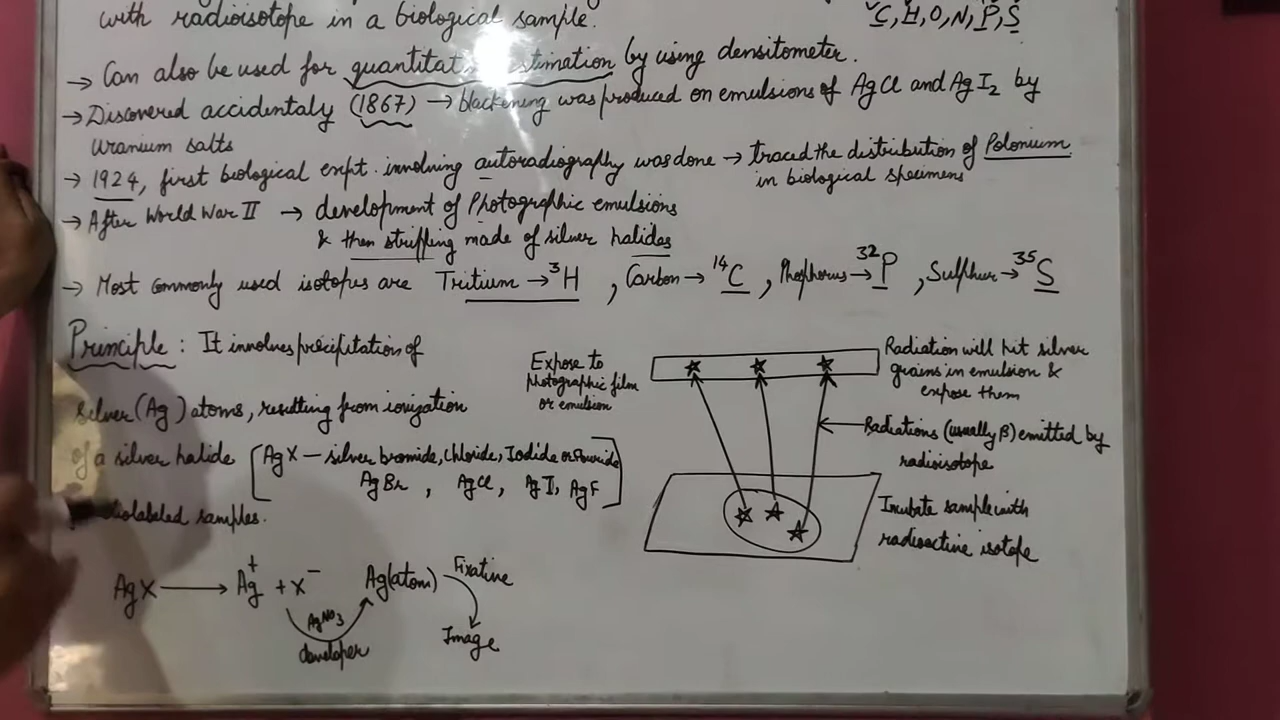 with radioisotope in a biological sample.
C, H, O, N, P, S
→ Can also be used for quantitat stimation by using densitometer.
→ Discovered accidentaly (1867) → blackening was produced on emulsions of AgCl and AgI2 by
Uranium salts
→ 1924, first biological expt. involving autoradiography was done → traced the distribution of Polonium
in biological specimens
→ After World War II → development of Photographic emulsions
& then stripping made of silver halides
→ Most commonly used isotopes are Tritium → ³H , Carbon → ¹⁴C , Phosphorus → ³²P , Sulphur → ³⁵S
Principle : It involves precipitation of
silver (Ag) atoms, resulting from ionization
of a silver halide [AgX — silver bromide, Chloride, Iodide or Flouride
AgBr , AgCl , AgI, AgF]
iolabeled samples.
AgX → Ag⁺ + X⁻
AgNO3
developer
Ag(atom)
Fixative
Image
Expose to
photographic film
or emulsion
Radiation will hit silver
grains in emulsion &
expose them
Radiations (usually β) emitted by
radioisotope
Incubate sample with
radioactive isotope